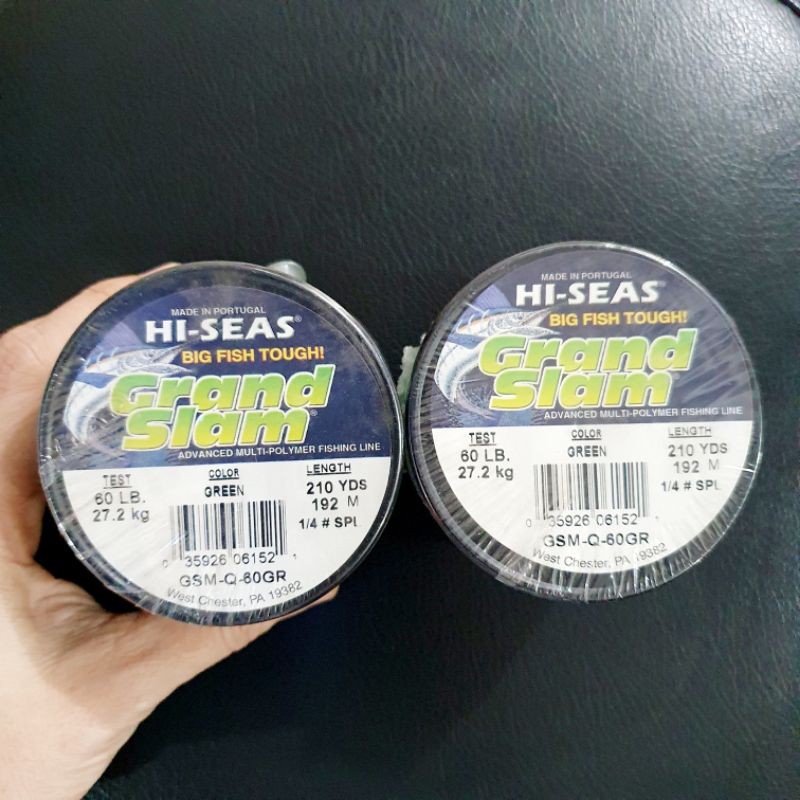 MADE IN PORTUGAL
HI-SEAS®
BIG FISH TOUGH!
Grand
Slam®
ADVANCED MULTI-POLYMER FISHING LINE
TEST COLOR LENGTH
60 LB. GREEN 210 YDS
27.2 kg 192 M
1/4 # SPL
0 35926 06152 1
GSM-Q-60GR
West Chester, PA 19382
MADE IN PORTUGAL
HI-SEAS®
BIG FISH TOUGH!
Grand
Slam
ADVANCED MULTI-POLYMER FISHING LINE
TEST COLOR LENGTH
60 LB. GREEN 210 YDS
27.2 kg 192 M
1/4 # SPL
0 35926 06152 1
GSM-Q-60GR
West Chester, PA 19382